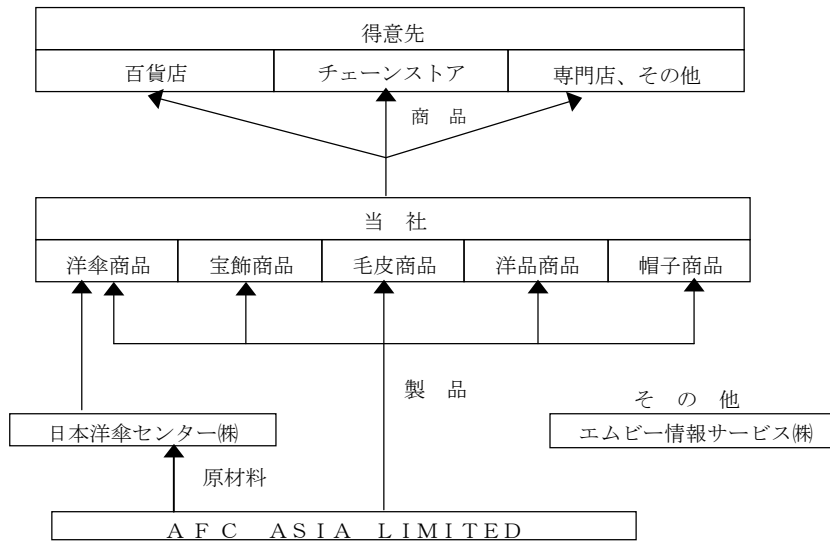 得意先
百貨店 チェーンストア 専門店、その他
商 品
当 社
洋傘商品 宝飾商品 毛皮商品 洋品商品 帽子商品
製 品
そ の 他
日本洋傘センター㈱ エムビー情報サービス㈱
原材料
ＡＦＣ ＡＳＩＡ ＬＩＭＩＴＥＤ